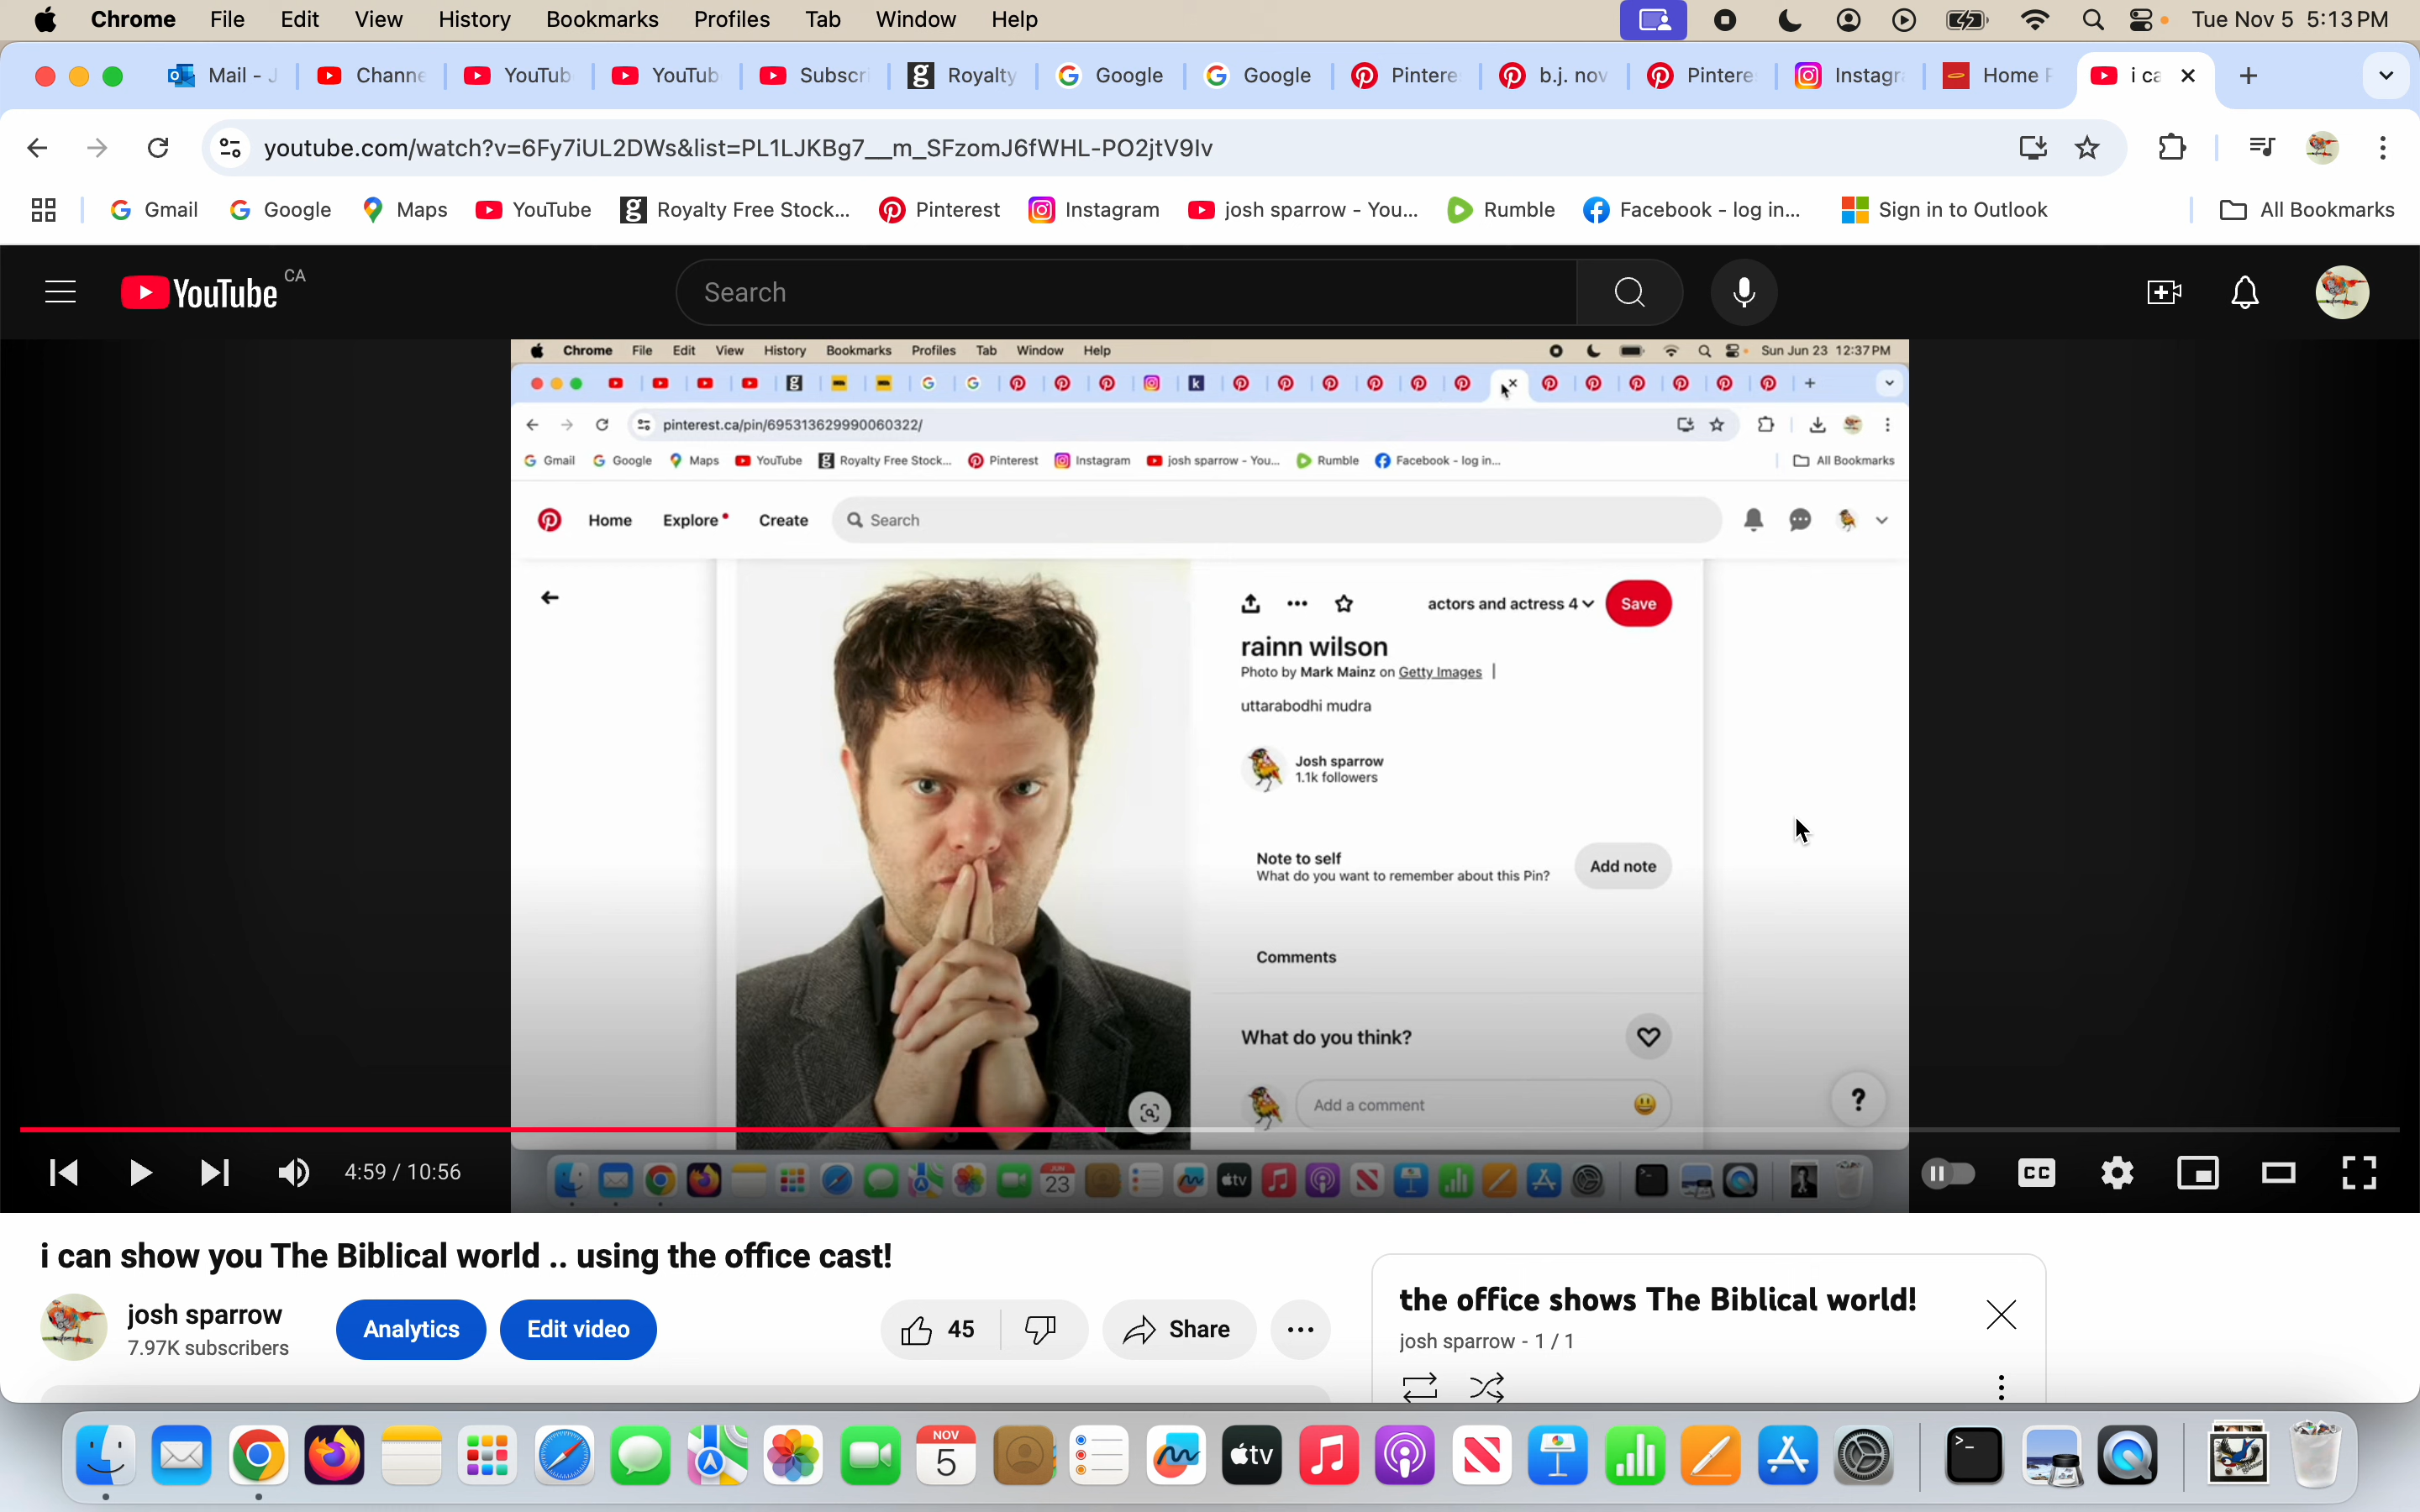 Chrome File Edit View History Bookmarks Profiles Tab Window Help Tue Nov 5 5:13 PM
Mail - J Channe YouTub YouTub Subscri Royalty Google Google Pintere b.j. nov Pintere Instagr Home P i ca
youtube.com/watch?v=6Fy7iUL2DWs&list=PL1LJKBg7__m_SFzomJ6fWHL-PO2jtV9lv
Gmail Google Maps YouTube Royalty Free Stock... Pinterest Instagram josh sparrow - You... Rumble Facebook - log in... Sign in to Outlook All Bookmarks
YouTube CA Search
Chrome File Edit View History Bookmarks Profiles Tab Window Help Sun Jun 23 12:37 PM
pinterest.ca/pin/695313629990060322/
Gmail Google Maps YouTube Royalty Free Stock... Pinterest Instagram josh sparrow - You... Rumble Facebook - log in... All Bookmarks
Home Explore Create Search
actors and actress 4 Save
rainn wilson
Photo by Mark Mainz on Getty Images
uttarabodhi mudra
Josh sparrow
1.1k followers
Note to self
What do you want to remember about this Pin?
Add note
Comments
What do you think?
Add a comment
?
4:59 / 10:56
CC
JUN
23
tv
i can show you The Biblical world .. using the office cast!
josh sparrow
7.97K subscribers
Analytics
Edit video
45
Share
the office shows The Biblical world!
josh sparrow - 1 / 1
NOV
5
tv